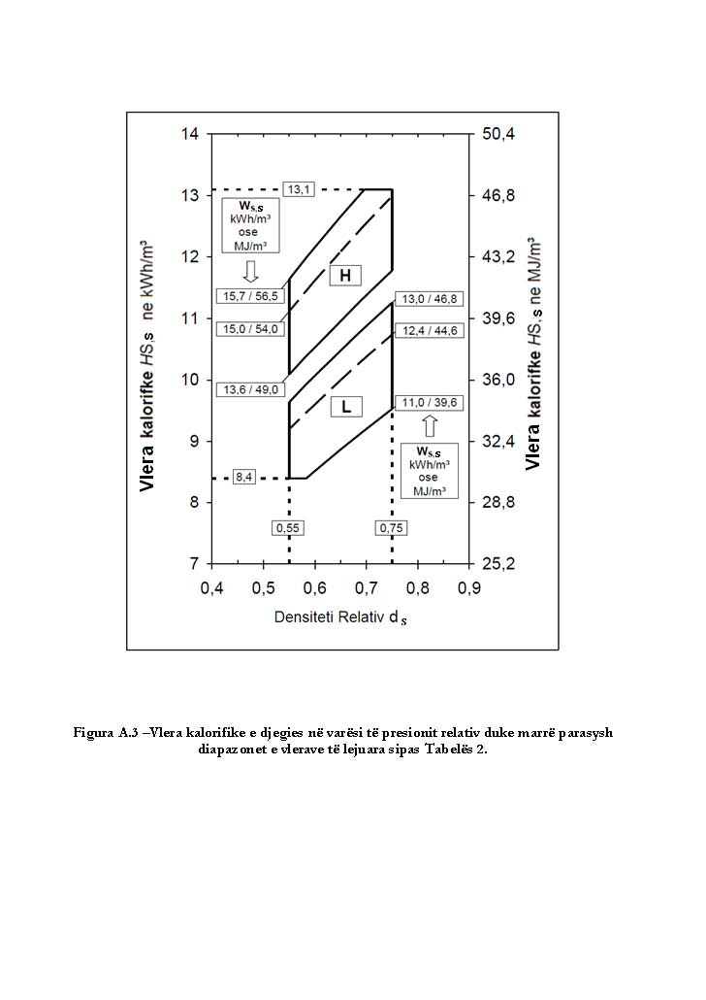 14
13
12
11
10
9
8
7
50,4
46,8
43,2
39,6
36,0
32,4
28,8
25,2
Vlera kalorifke HS,s ne kWh/m³
Vlera kalorifke HS,s ne MJ/m³
13,1
Ws,s
kWh/m³
ose
MJ/m³
H
15,7 / 56,5
15,0 / 54,0
13,6 / 49,0
13,0 / 46,8
12,4 / 44,6
L
11,0 / 39,6
Ws,s
kWh/m³
ose
MJ/m³
8,4
0,55
0,75
0,4 0,5 0,6 0,7 0,8 0,9
Densiteti Relativ ds
Figura A.3 –Vlera kalorifike e djegies në varësi të presionit relativ duke marrë parasysh
diapazonet e vlerave të lejuara sipas Tabelës 2.